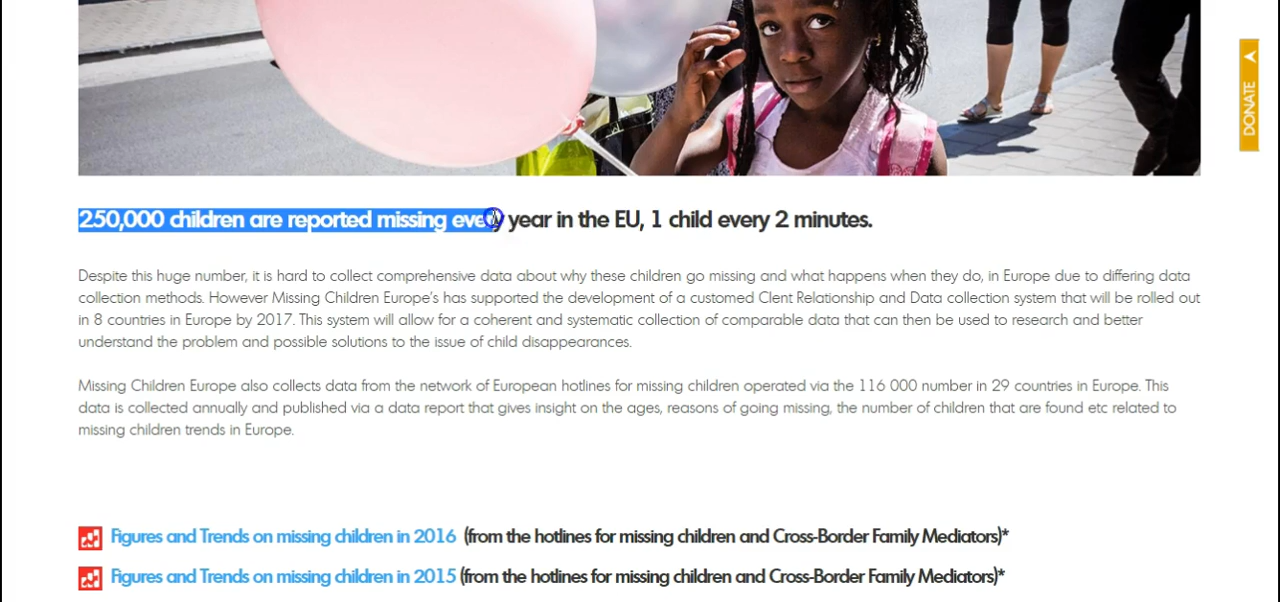 DONATE
250,000 children are reported missing every year in the EU, 1 child every 2 minutes.
Despite this huge number, it is hard to collect comprehensive data about why these children go missing and what happens when they do, in Europe due to differing data
collection methods. However Missing Children Europe's has supported the development of a customed Clent Relationship and Data collection system that will be rolled out
in 8 countries in Europe by 2017. This system will allow for a coherent and systematic collection of comparable data that can then be used to research and better
understand the problem and possible solutions to the issue of child disappearances.
Missing Children Europe also collects data from the network of European hotlines for missing children operated via the 116 000 number in 29 countries in Europe. This
data is collected annually and published via a data report that gives insight on the ages, reasons of going missing, the number of children that are found etc related to
missing children trends in Europe.
Figures and Trends on missing children in 2016 (from the hotlines for missing children and Cross-Border Family Mediators)*
Figures and Trends on missing children in 2015 (from the hotlines for missing children and Cross-Border Family Mediators)*